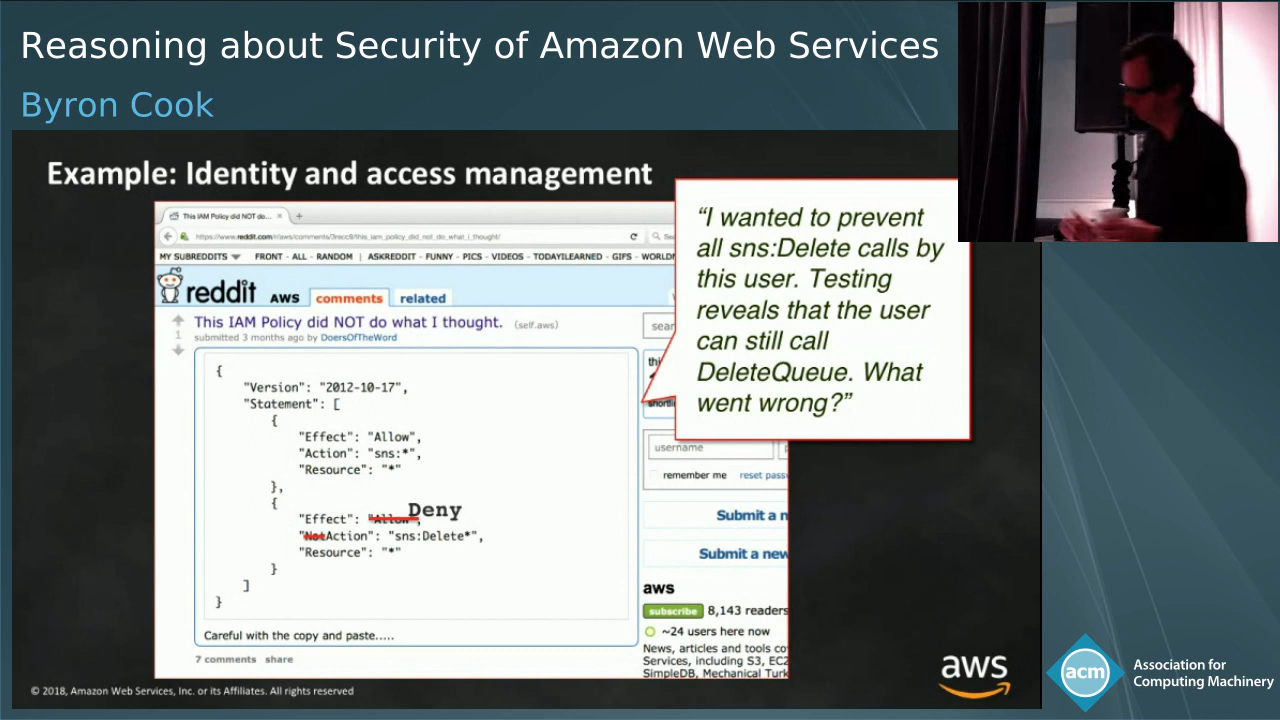 Reasoning about Security of Amazon Web Services
Byron Cook
Example: Identity and access management
This IAM Policy did NOT do...
https://www.reddit.com/r/aws/comments/3recc8/this_iam_policy_did_not_do_what_i_thought/
MY SUBREDDITS FRONT - ALL - RANDOM | ASKREDDIT - FUNNY - PICS - VIDEOS - TODAYILEARNED - GIFS - WORLDN
reddit AWS comments related
This IAM Policy did NOT do what I thought. (self.aws)
1
submitted 3 months ago by DoersOfTheWord
{
"Version": "2012-10-17",
"Statement": [
{
"Effect": "Allow",
"Action": "sns:*",
"Resource": "*"
},
{
Deny
"Effect": "Allow",
"NotAction": "sns:Delete*",
"Resource": "*"
}
]
}
Careful with the copy and paste.....
7 comments share
“I wanted to prevent
all sns:Delete calls by
this user. Testing
reveals that the user
can still call
DeleteQueue. What
went wrong?”
sear
thi
shortli
username
remember me reset passw
Submit a n
Submit a new
aws
subscribe 8,143 readers
~24 users here now
News, articles and tools co
Services, including S3, EC2
SimpleDB, Mechanical Turk
© 2018, Amazon Web Services, Inc. or its Affiliates. All rights reserved
aws
acm
Association for
Computing Machinery